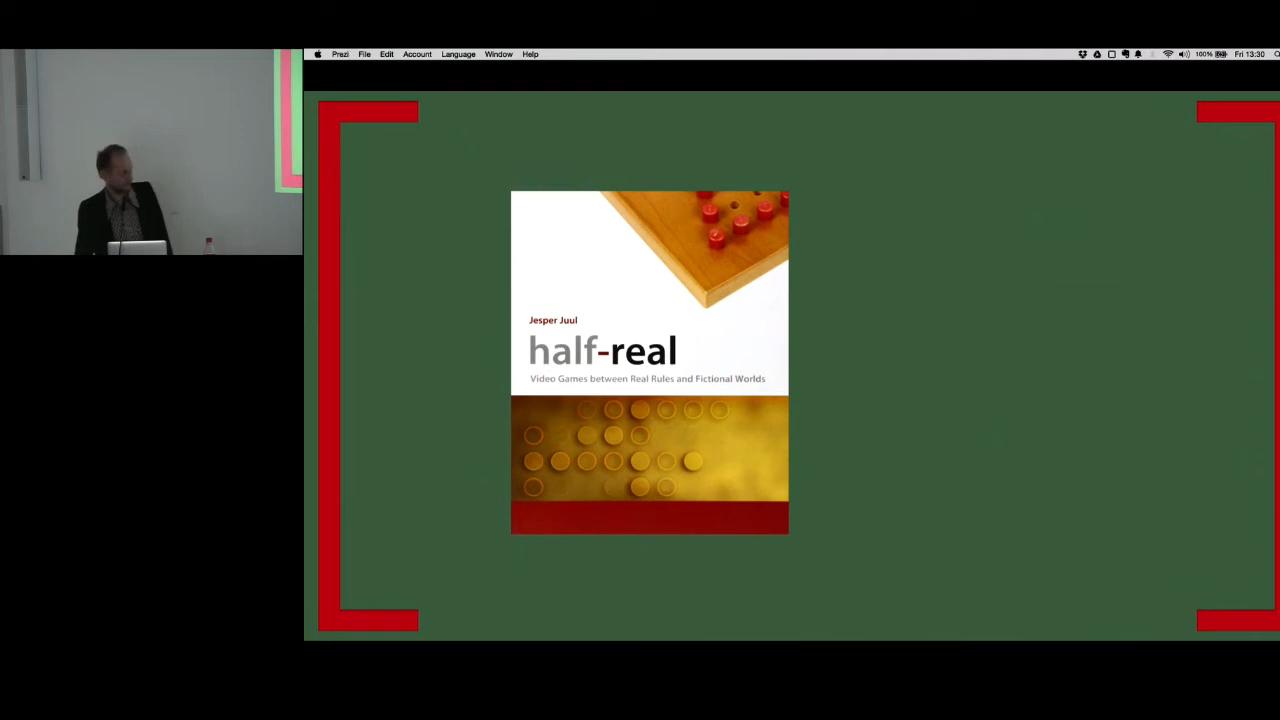 Prezi File Edit Account Language Window Help 100% Fri 13:30
Jesper Juul
half-real
Video Games between Real Rules and Fictional Worlds